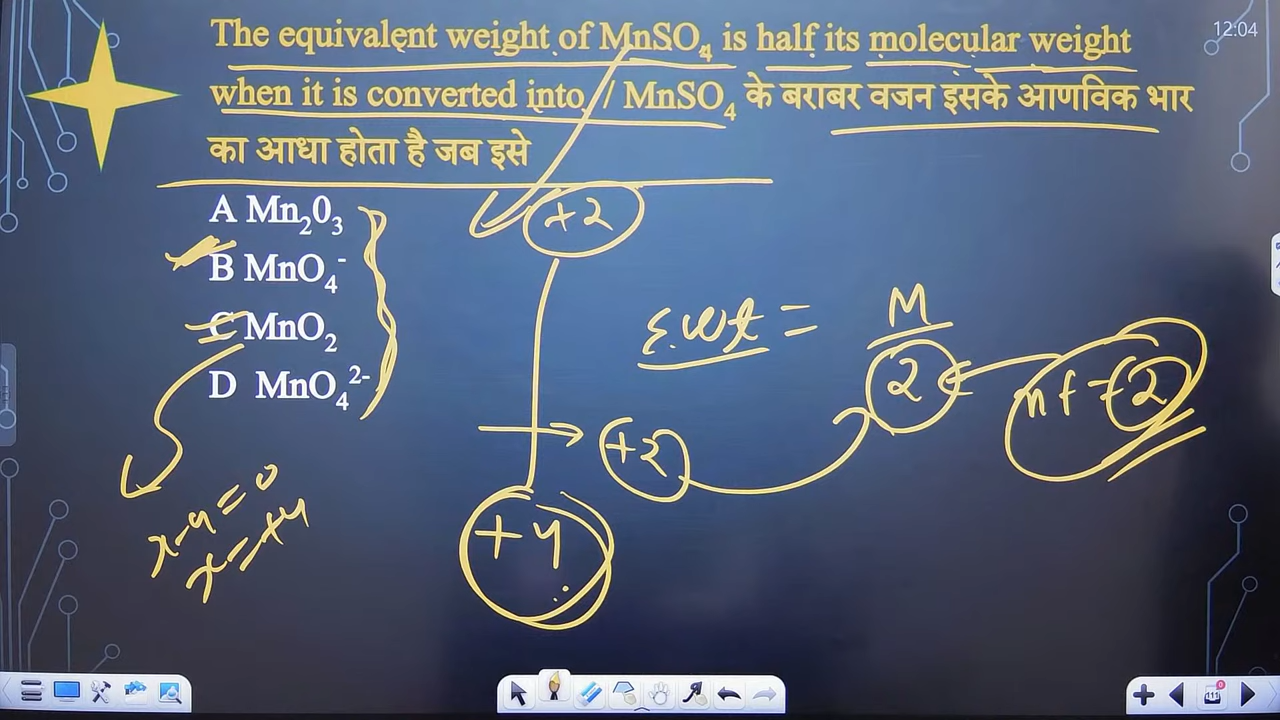 12:04
The equivalent weight of MnSO₄ is half its molecular weight
when it is converted into / MnSO₄ के बराबर वजन इसके आणविक भार
का आधा होता है जब इसे
A Mn₂0₃
B MnO₄⁻
C MnO₂
D MnO₄²⁻
+2
E.wt = M/2
nf = 2
+2
+4
x-4=0
x=+4